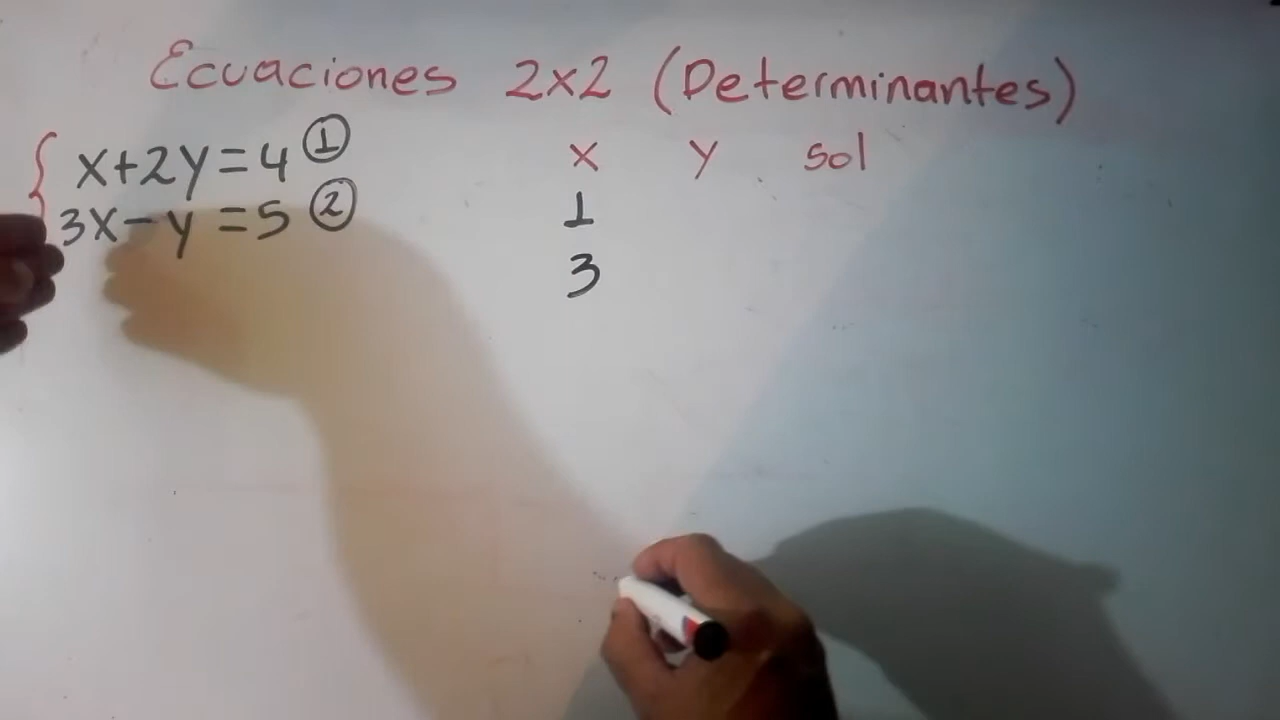 Ecuaciones 2x2 (Determinantes)
x+2y=4 ①
3x-y=5 ②
x y sol
1
3